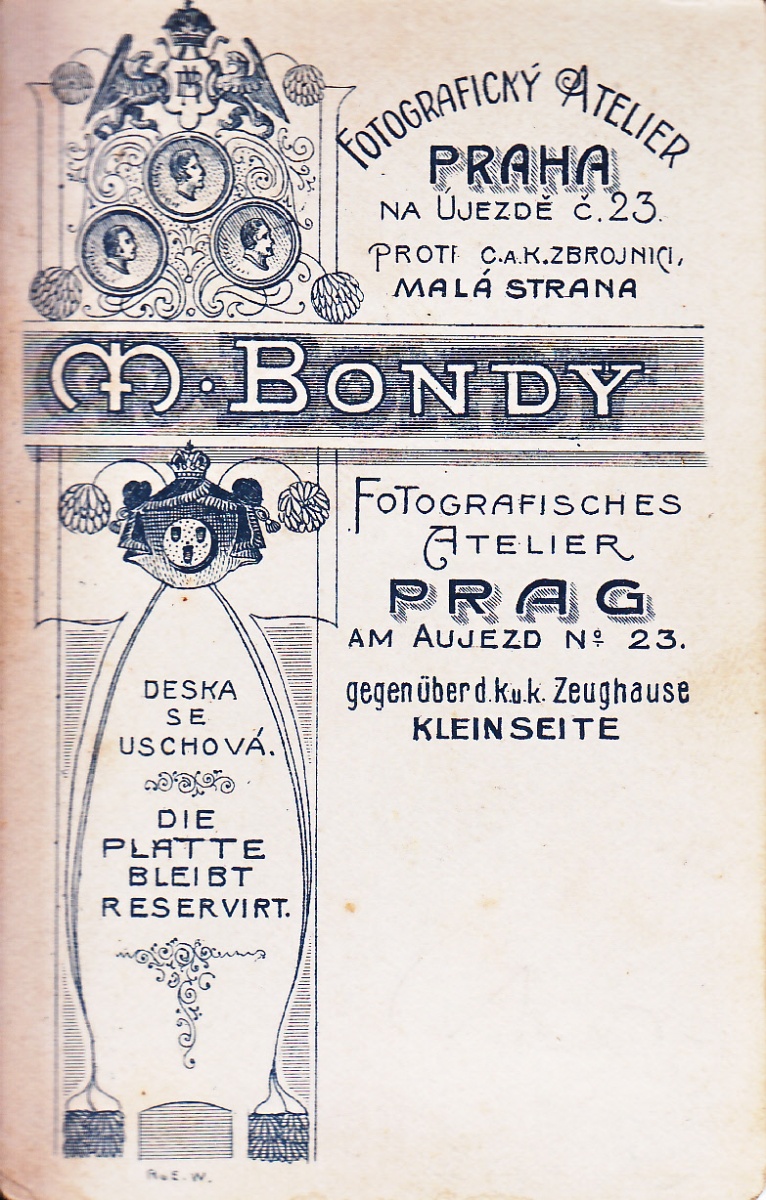 FOTOGRAFICKÝ ATELIER
PRAHA
NA ÚJEZDĚ Č. 23.
PROTI C.A.K. ZBROJNICI,
MALÁ STRANA
M. BONDY
FOTOGRAFISCHES
ATELIER
PRAG
AM AUJEZD No 23.
gegenüber d. k.u.k. Zeughause
KLEINSEITE
DESKA
SE
USCHOVÁ.
DIE
PLATTE
BLEIBT
RESERVIRT.